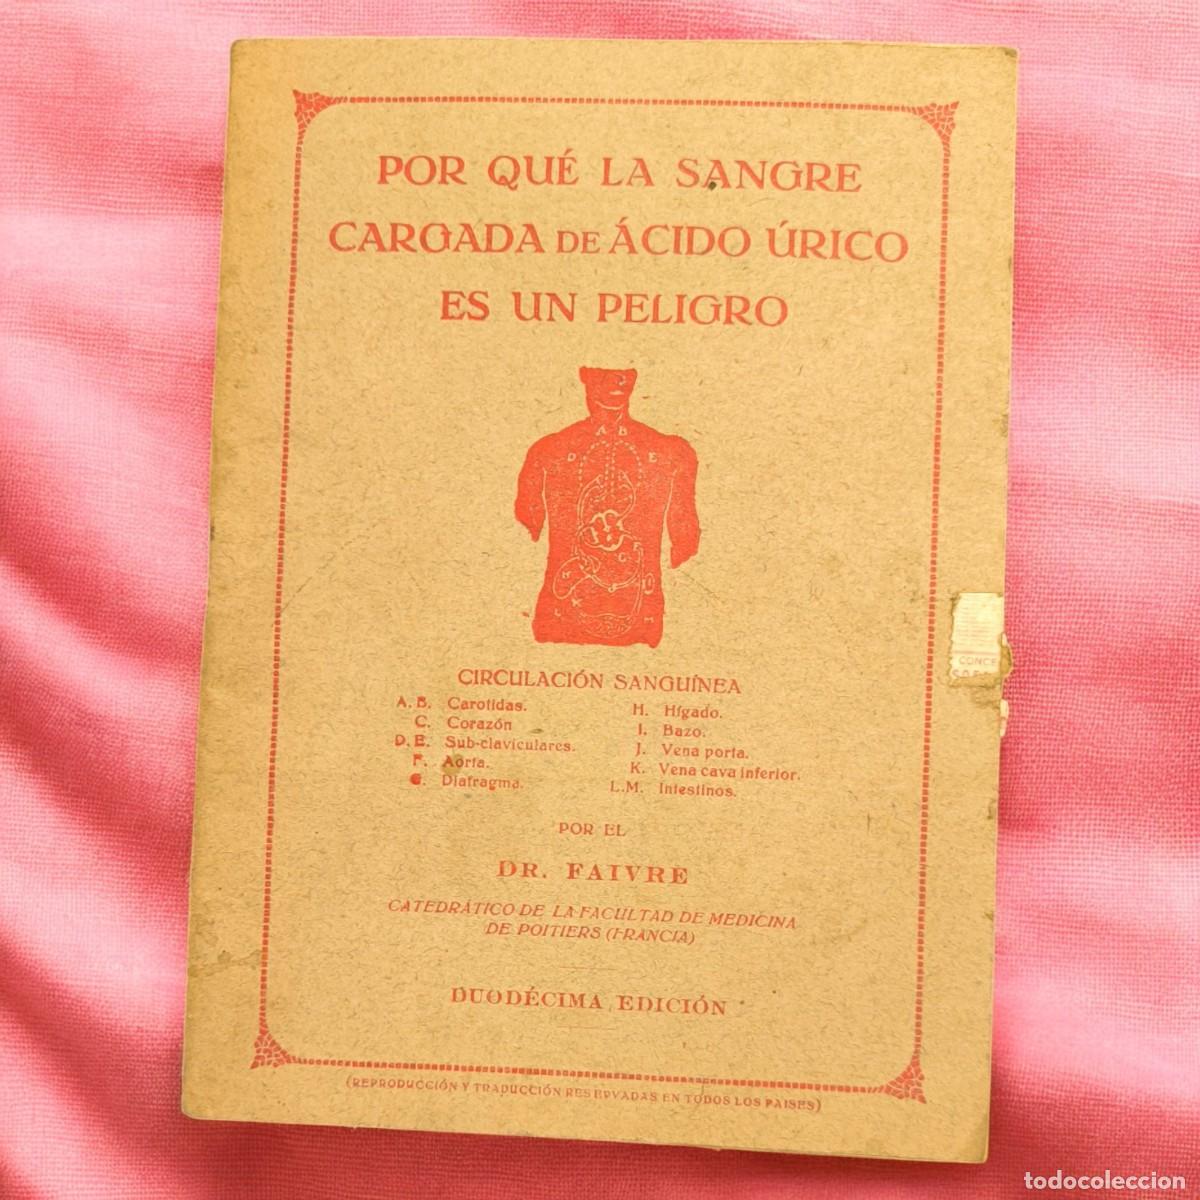 POR QUÉ LA SANGRE
CARGADA DE ÁCIDO ÚRICO
ES UN PELIGRO
A B
D E
CIRCULACIÓN SANGUÍNEA
A. B. Carotidas.
C. Corazón
D. E. Sub-claviculares.
F. Aorta.
G. Diafragma.
H. Hígado.
I. Bazo.
J. Vena porta.
K. Vena cava inferior.
L.M. Intestinos.
CONCE
POR EL
DR. FAIVRE
CATEDRÁTICO DE LA FACULTAD DE MEDICINA
DE POITIERS (FRANCIA)
DUODÉCIMA EDICIÓN
(REPRODUCCIÓN Y TRADUCCIÓN RESERVADAS EN TODOS LOS PAISES)
todocoleccion